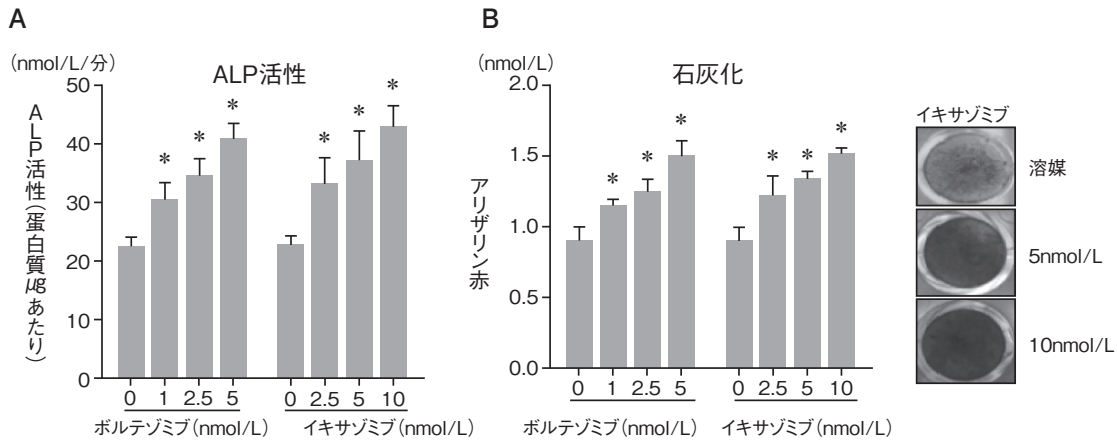 A
(nmol/L/分)
ALP活性
ALP活性(蛋白質μgあたり)
50
40
30
20
10
0
* * * * * *
0 1 2.5 5 0 2.5 5 10
ボルテゾミブ(nmol/L) イキサゾミブ(nmol/L)
B
(nmol/L)
石灰化
アリザリン赤
2.0
1.5
1.0
0.5
0.0
* * * * * *
0 1 2.5 5 0 2.5 5 10
ボルテゾミブ(nmol/L) イキサゾミブ(nmol/L)
イキサゾミブ
溶媒
5nmol/L
10nmol/L